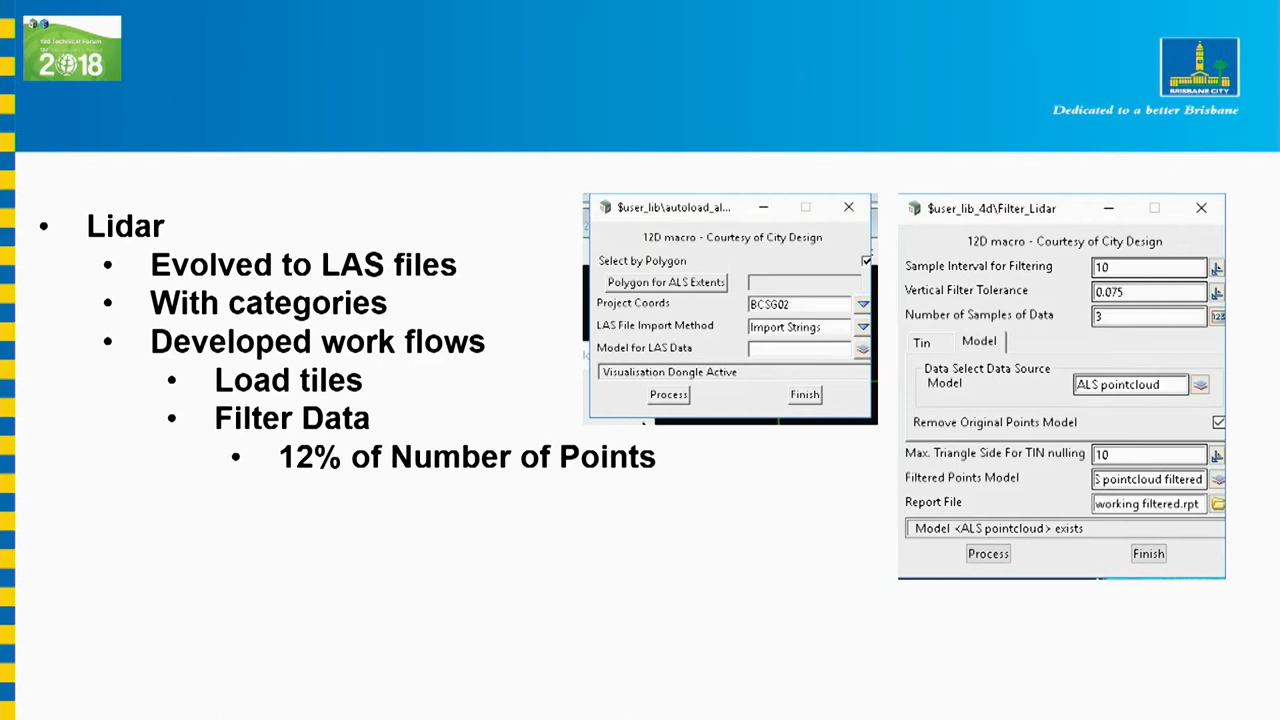 12d Technical Forum
2018
BRISBANE CITY
Dedicated to a better Brisbane
• Lidar
• Evolved to LAS files
• With categories
• Developed work flows
• Load tiles
• Filter Data
• 12% of Number of Points
$user_lib\autoload_al...
12D macro - Courtesy of City Design
Select by Polygon
Polygon for ALS Extents
Project Coords BCSG02
LAS File Import Method Import Strings
Model for LAS Data
Visualisation Dongle Active
Process Finish
$user_lib_4d\Filter_Lidar
12D macro - Courtesy of City Design
Sample Interval for Filtering 10
Vertical Filter Tolerance 0.075
Number of Samples of Data 3
Tin Model
Data Select Data Source
Model ALS pointcloud
Remove Original Points Model
Max. Triangle Side For TIN nulling 10
Filtered Points Model S pointcloud filtered
Report File working filtered.rpt
Model <ALS pointcloud> exists
Process Finish